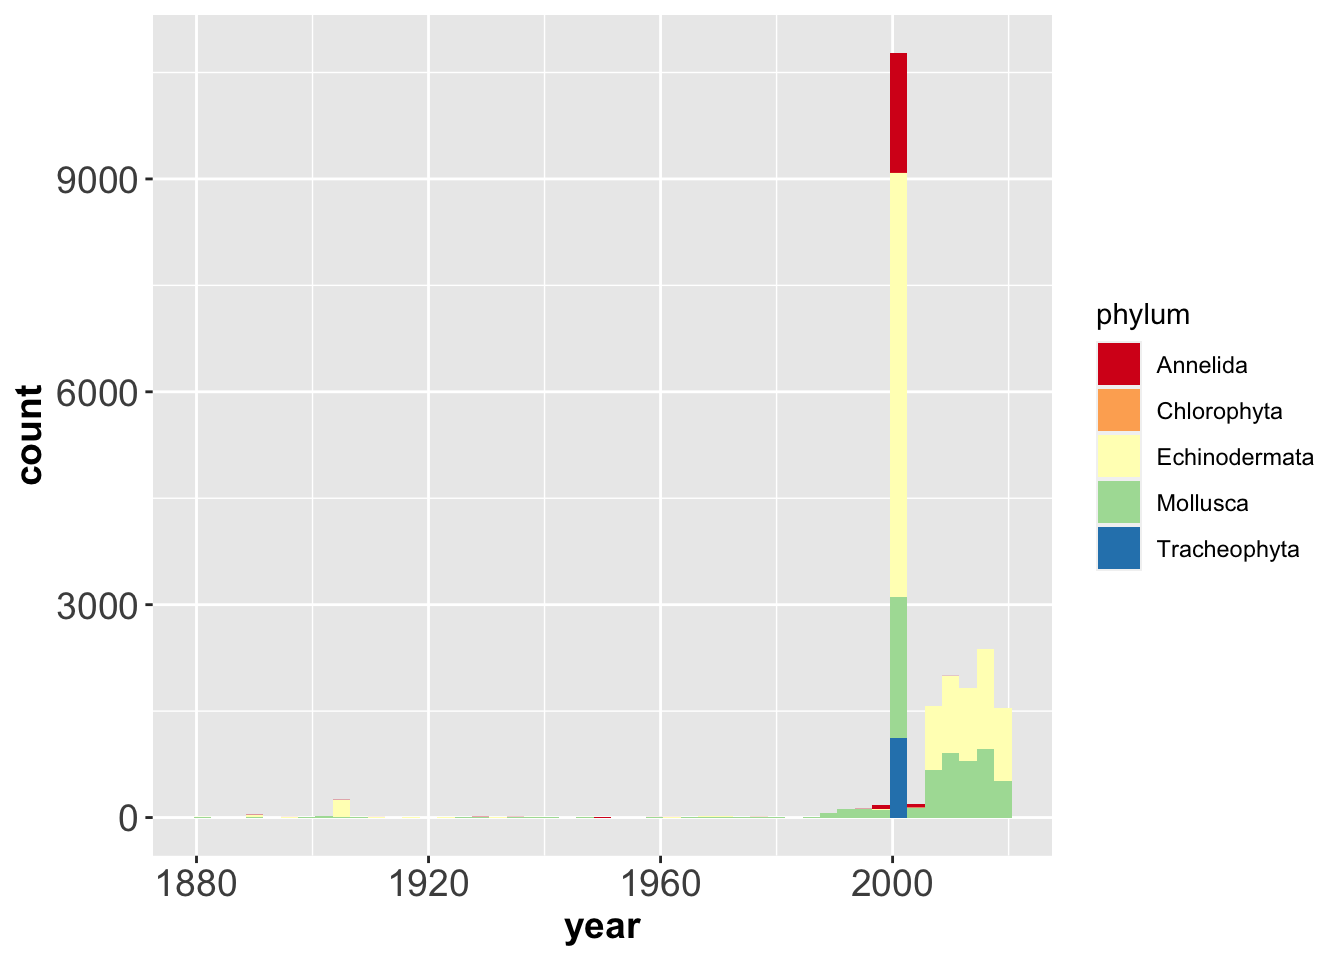 9000
6000
3000
0
count
1880 1920 1960 2000
year
phylum
Annelida
Chlorophyta
Echinodermata
Mollusca
Tracheophyta